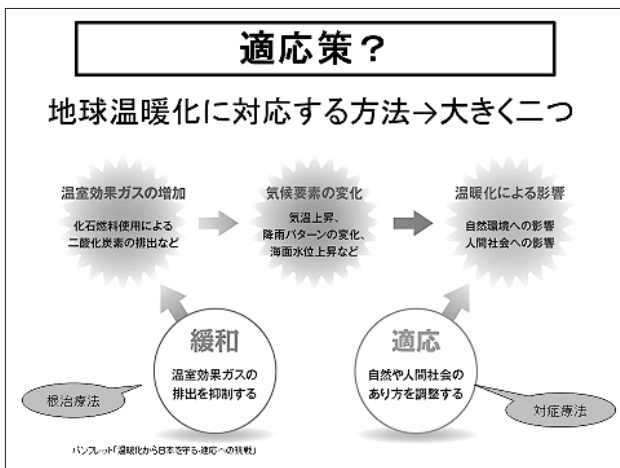 適応策？
地球温暖化に対応する方法→大きく二つ
温室効果ガスの増加
化石燃料使用による
二酸化炭素の排出など
気候要素の変化
気温上昇、
降雨パターンの変化、
海面水位上昇など
温暖化による影響
自然環境への影響
人間社会への影響
緩和
温室効果ガスの
排出を抑制する
根治療法
適応
自然や人間社会の
あり方を調整する
対症療法
パンフレット「温暖化から日本を守る 適応への挑戦」